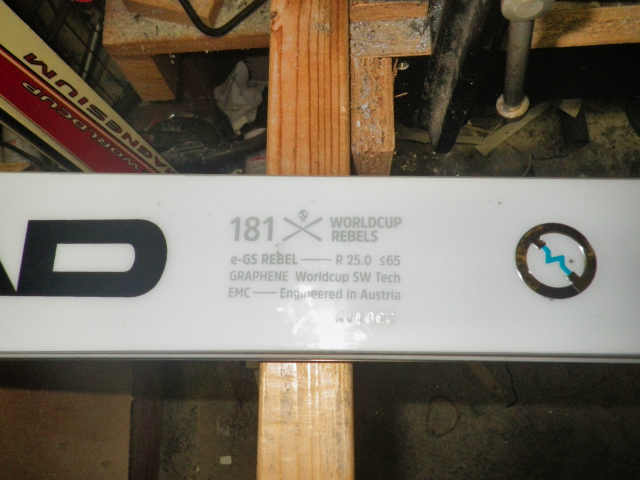 WORLDCUP
MAGNESIUM
AD
181 WORLDCUP REBELS
e-GS REBEL — R 25.0 ≤65
GRAPHENE Worldcup SW Tech
EMC — Engineered in Austria